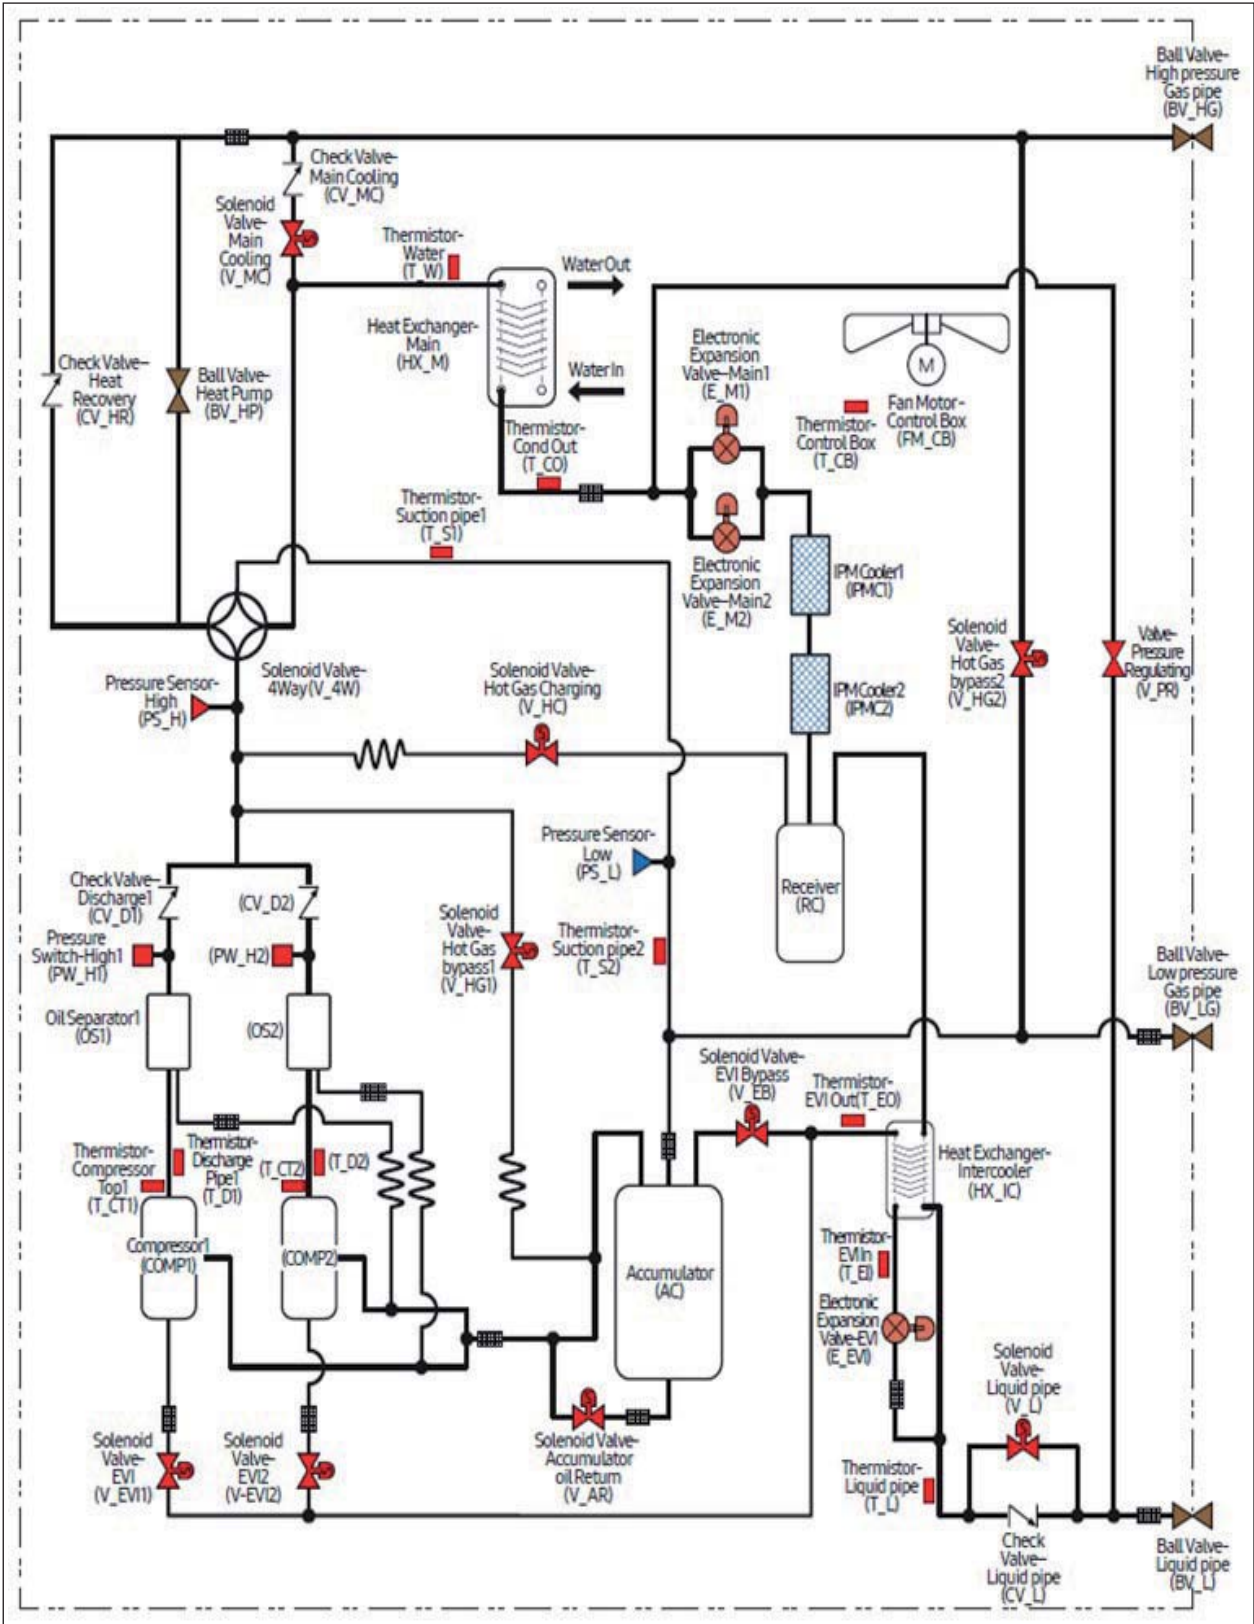 Ball Valve–
High pressure
Gas pipe
(BV_HG)
Check Valve–
Main Cooling
(CV_MC)
Solenoid
Valve–
Main
Cooling
(V_MC)
Thermistor-
Water
(T_W)
Water Out
Heat Exchanger-
Main
(HX_M)
Water In
Electronic
Expansion
Valve–Main1
(E_M1)
M
Check Valve–
Heat
Recovery
(CV_HR)
Ball Valve–
Heat Pump
(BV_HP)
Thermistor-
Cond Out
(T_CO)
Thermistor-
Control Box
(T_CB)
Fan Motor-
Control Box
(FM_CB)
Thermistor-
Suction pipe1
(T_S1)
Electronic
Expansion
Valve–Main2
(E_M2)
IPM Cooler1
(IPMC1)
Solenoid Valve–
4Way (V_4W)
Pressure Sensor-
High
(PS_H)
Solenoid Valve–
Hot Gas Charging
(V_HC)
IPM Cooler2
(IPMC2)
Solenoid
Valve-
Hot Gas
bypass2
(V_HG2)
Valve-
Pressure
Regulating
(V_PR)
Pressure Sensor-
Low
(PS_L)
Receiver
(RC)
Check Valve–
Discharge1
(CV_D1)
(CV_D2)
Pressure
Switch-High1
(PW_H1)
(PW_H2)
Solenoid
Valve–
Hot Gas
bypass1
(V_HG1)
Thermistor-
Suction pipe2
(T_S2)
Ball Valve–
Low pressure
Gas pipe
(BV_LG)
Oil Separator1
(OS1)
(OS2)
Solenoid Valve–
EVI Bypass
(V_EB)
Thermistor-
EVI Out(T_EO)
Thermistor-
Compressor
Top1
(T_CT1)
Thermistor-
Discharge
Pipe1
(T_D1)
(T_CT2)
(T_D2)
Heat Exchanger-
Intercooler
(HX_IC)
Compressor1
(COMP1)
(COMP2)
Accumulator
(AC)
Thermistor-
EVI In
(T_EI)
Electronic
Expansion
Valve-EVI
(E_EVI)
Solenoid
Valve–
Liquid pipe
(V_L)
Solenoid
Valve–
EVI
(V_EVI1)
Solenoid
Valve–
EVI2
(V-EVI2)
Solenoid Valve–
Accumulator
oil Return
(V_AR)
Thermistor-
Liquid pipe
(T_L)
Check
Valve–
Liquid pipe
(CV_L)
Ball Valve–
Liquid pipe
(BV_L)